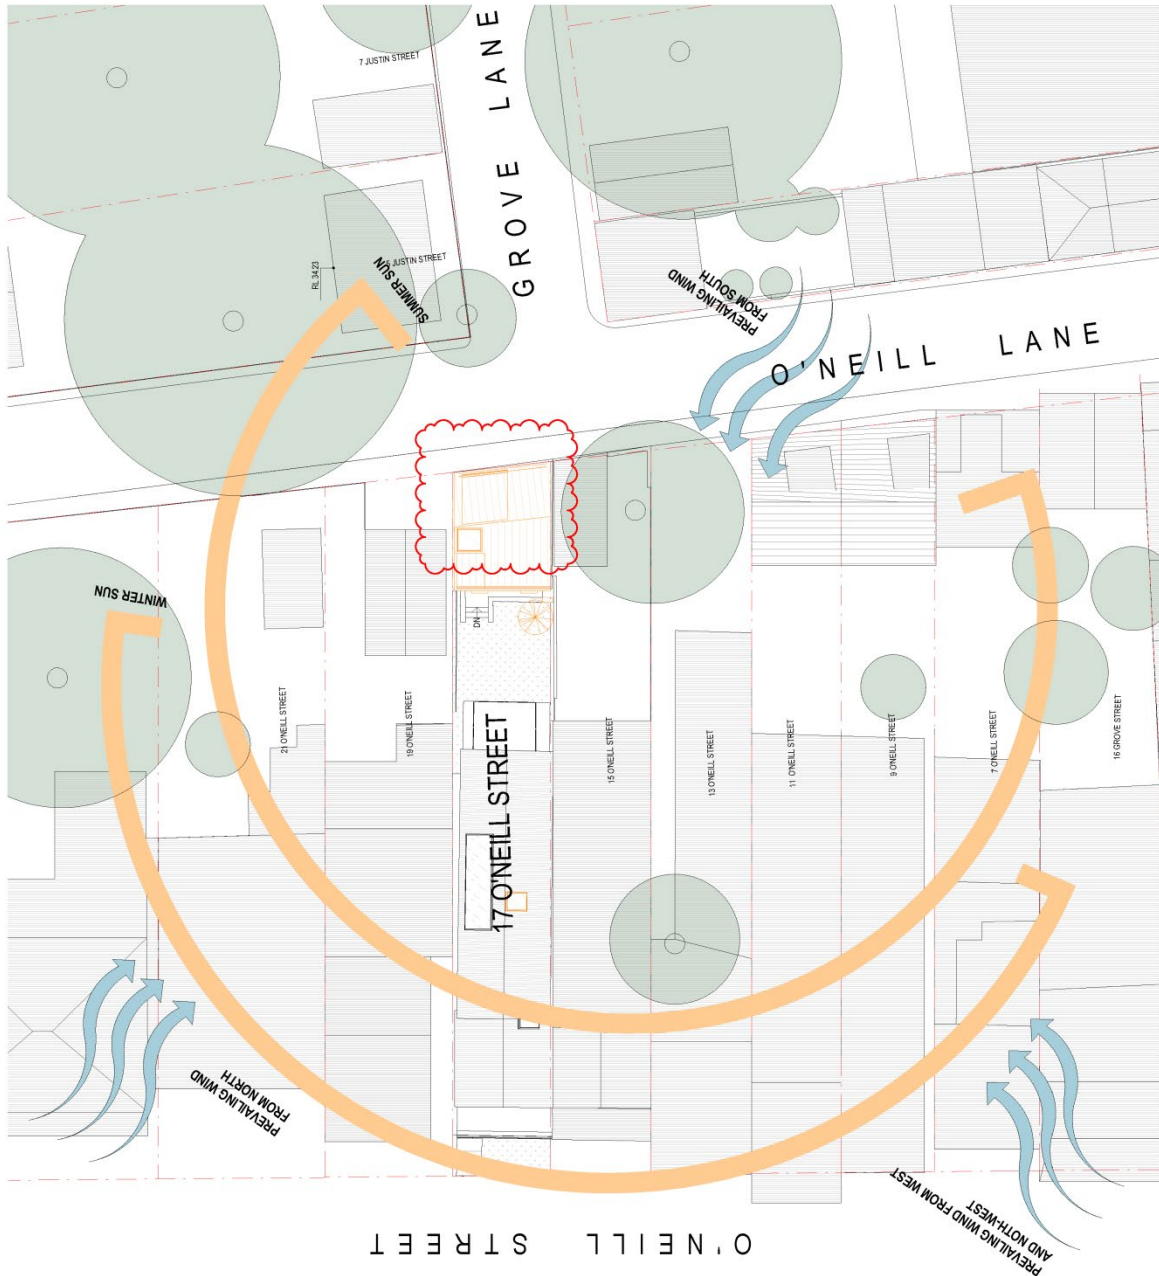 7 JUSTIN STREET
GROVE LANE
5 JUSTIN STREET
RL 34.23
SUMMER SUN
PREVAILING WIND
FROM SOUTH
O'NEILL LANE
WINTER SUN
DN
21 O'NEILL STREET
19 O'NEILL STREET
17 O'NEILL STREET
15 O'NEILL STREET
13 O'NEILL STREET
11 O'NEILL STREET
9 O'NEILL STREET
7 O'NEILL STREET
16 GROVE STREET
PREVAILING WIND
FROM NORTH
PREVAILING WIND FROM WEST
AND NOTH-WEST
O'NEILL STREET